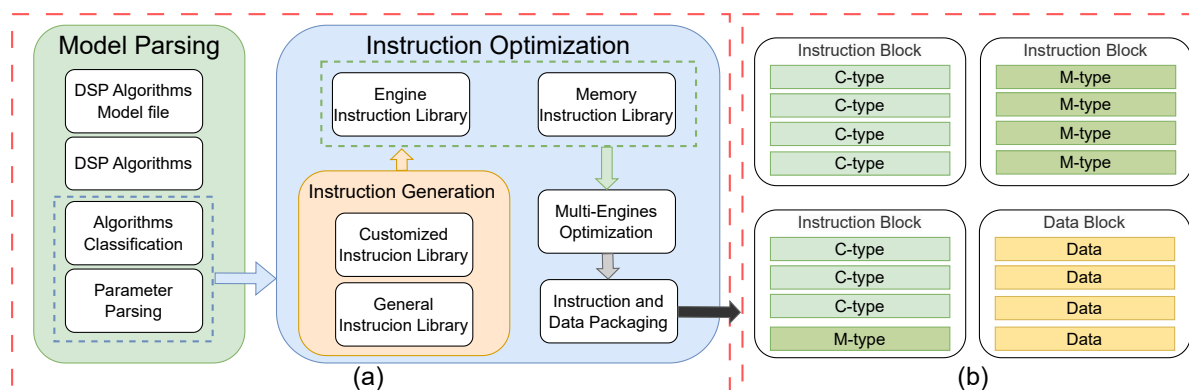 Model Parsing
DSP Algorithms
Model file
DSP Algorithms
Algorithms
Classification
Parameter
Parsing
Instruction Optimization
Engine
Instruction Library
Memory
Instruction Library
Instruction Generation
Customized
Instrucion Library
General
Instrucion Library
Multi-Engines
Optimization
Instruction and
Data Packaging
(a)
Instruction Block
C-type
C-type
C-type
C-type
Instruction Block
M-type
M-type
M-type
M-type
Instruction Block
C-type
C-type
C-type
M-type
Data Block
Data
Data
Data
Data
(b)